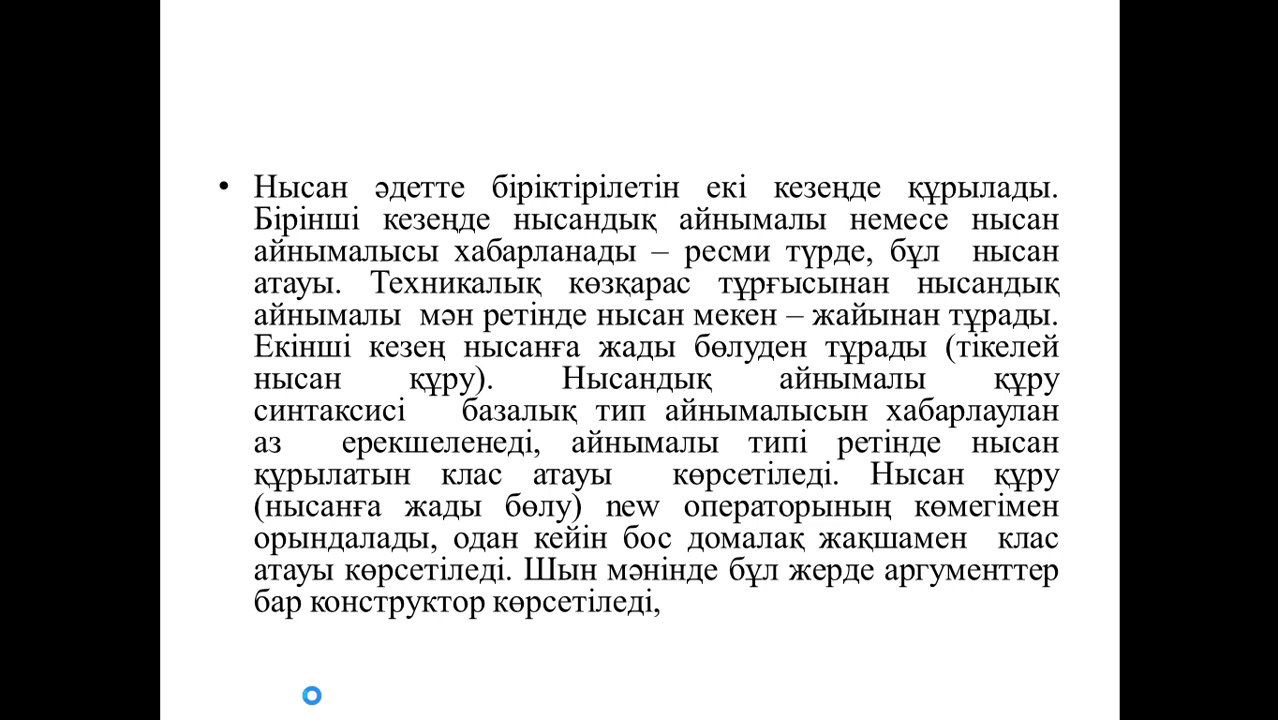 • Нысан әдетте біріктірілетін екі кезеңде құрылады.
Бірінші кезеңде нысандық айнымалы немесе нысан
айнымалысы хабарланады – ресми түрде, бұл нысан
атауы. Техникалық көзқарас тұрғысынан нысандық
айнымалы мән ретінде нысан мекен – жайынан тұрады.
Екінші кезең нысанға жады бөлуден тұрады (тікелей
нысан құру). Нысандық айнымалы құру
синтаксисі базалық тип айнымалысын хабарлаулан
аз ерекшеленеді, айнымалы типі ретінде нысан
құрылатын клас атауы көрсетіледі. Нысан құру
(нысанға жады бөлу) new операторының көмегімен
орындалады, одан кейін бос домалақ жақшамен клас
атауы көрсетіледі. Шын мәнінде бұл жерде аргументтер
бар конструктор көрсетіледі,